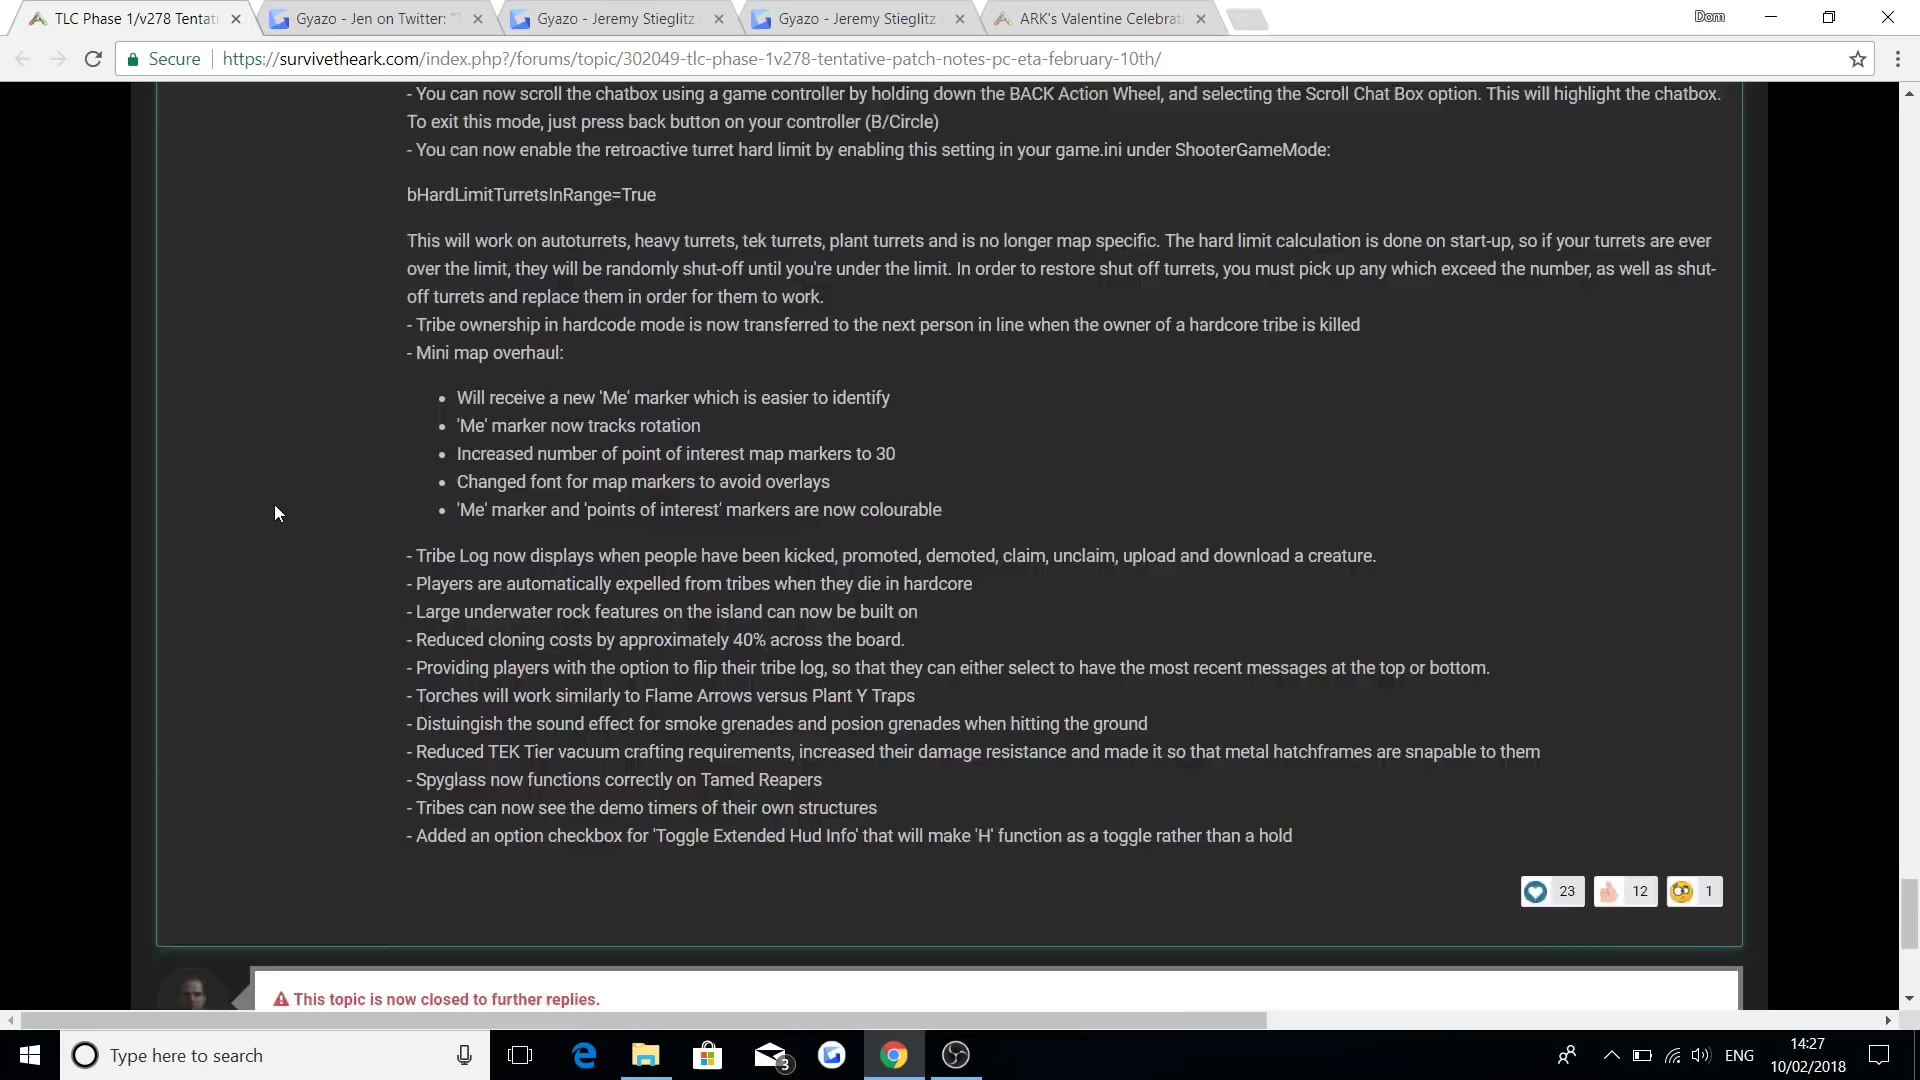 TLC Phase 1/v278 Tentat
Gyazo - Jen on Twitter: "
Gyazo - Jeremy Stieglitz
Gyazo - Jeremy Stieglitz
ARK's Valentine Celebrat
Dom
Secure
https://survivetheark.com/index.php?/forums/topic/302049-tlc-phase-1v278-tentative-patch-notes-pc-eta-february-10th/
- You can now scroll the chatbox using a game controller by holding down the BACK Action Wheel, and selecting the Scroll Chat Box option. This will highlight the chatbox.
To exit this mode, just press back button on your controller (B/Circle)
- You can now enable the retroactive turret hard limit by enabling this setting in your game.ini under ShooterGameMode:
bHardLimitTurretsInRange=True
This will work on autoturrets, heavy turrets, tek turrets, plant turrets and is no longer map specific. The hard limit calculation is done on start-up, so if your turrets are ever
over the limit, they will be randomly shut-off until you're under the limit. In order to restore shut off turrets, you must pick up any which exceed the number, as well as shut-
off turrets and replace them in order for them to work.
- Tribe ownership in hardcode mode is now transferred to the next person in line when the owner of a hardcore tribe is killed
- Mini map overhaul:
• Will receive a new 'Me' marker which is easier to identify
• 'Me' marker now tracks rotation
• Increased number of point of interest map markers to 30
• Changed font for map markers to avoid overlays
• 'Me' marker and 'points of interest' markers are now colourable
- Tribe Log now displays when people have been kicked, promoted, demoted, claim, unclaim, upload and download a creature.
- Players are automatically expelled from tribes when they die in hardcore
- Large underwater rock features on the island can now be built on
- Reduced cloning costs by approximately 40% across the board.
- Providing players with the option to flip their tribe log, so that they can either select to have the most recent messages at the top or bottom.
- Torches will work similarly to Flame Arrows versus Plant Y Traps
- Distuingish the sound effect for smoke grenades and posion grenades when hitting the ground
- Reduced TEK Tier vacuum crafting requirements, increased their damage resistance and made it so that metal hatchframes are snapable to them
- Spyglass now functions correctly on Tamed Reapers
- Tribes can now see the demo timers of their own structures
- Added an option checkbox for 'Toggle Extended Hud Info' that will make 'H' function as a toggle rather than a hold
23
12
1
This topic is now closed to further replies.
Type here to search
3
ENG
14:27
10/02/2018